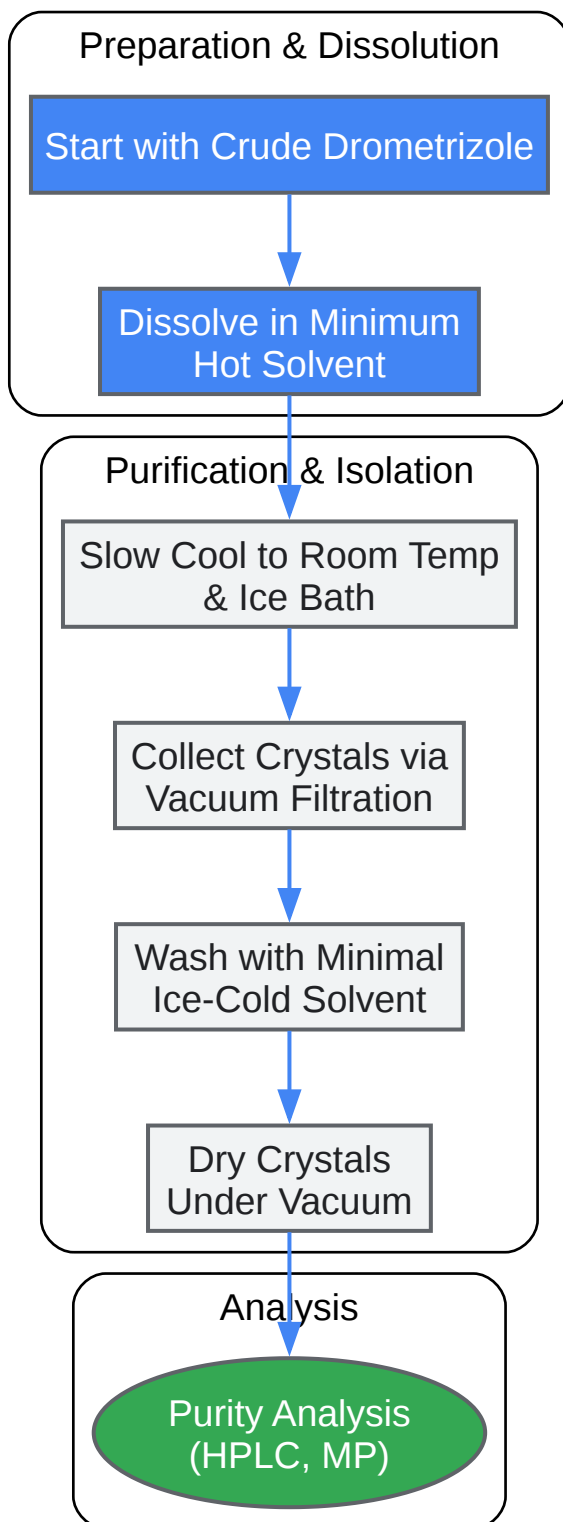 Preparation & Dissolution
Start with Crude Drometrizole
Dissolve in Minimum
Hot Solvent
Purification & Isolation
Slow Cool to Room Temp
& Ice Bath
Collect Crystals via
Vacuum Filtration
Wash with Minimal
Ice-Cold Solvent
Dry Crystals
Under Vacuum
Analysis
Purity Analysis
(HPLC, MP)